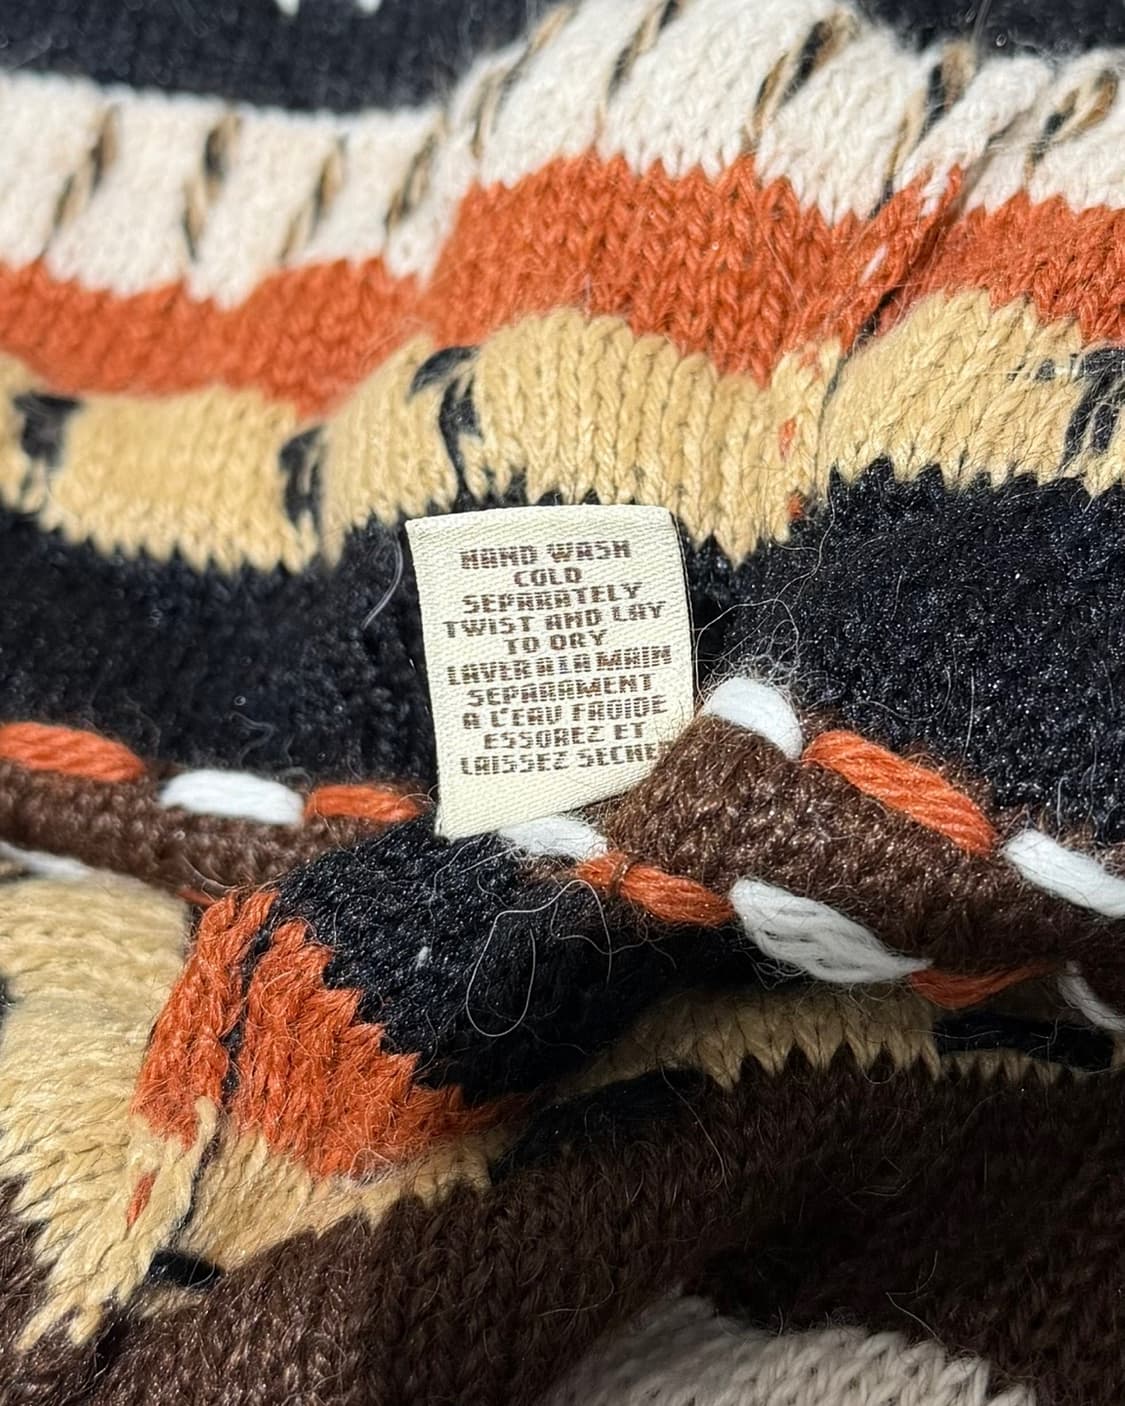 HAND WASH
COLD
SEPARATELY
TWIST AND LAY
TO DRY
LAVER A LA MAIN
SEPARAMENT
A L'EAU FROIDE
ESSOREZ ET
LAISSEZ SECHER